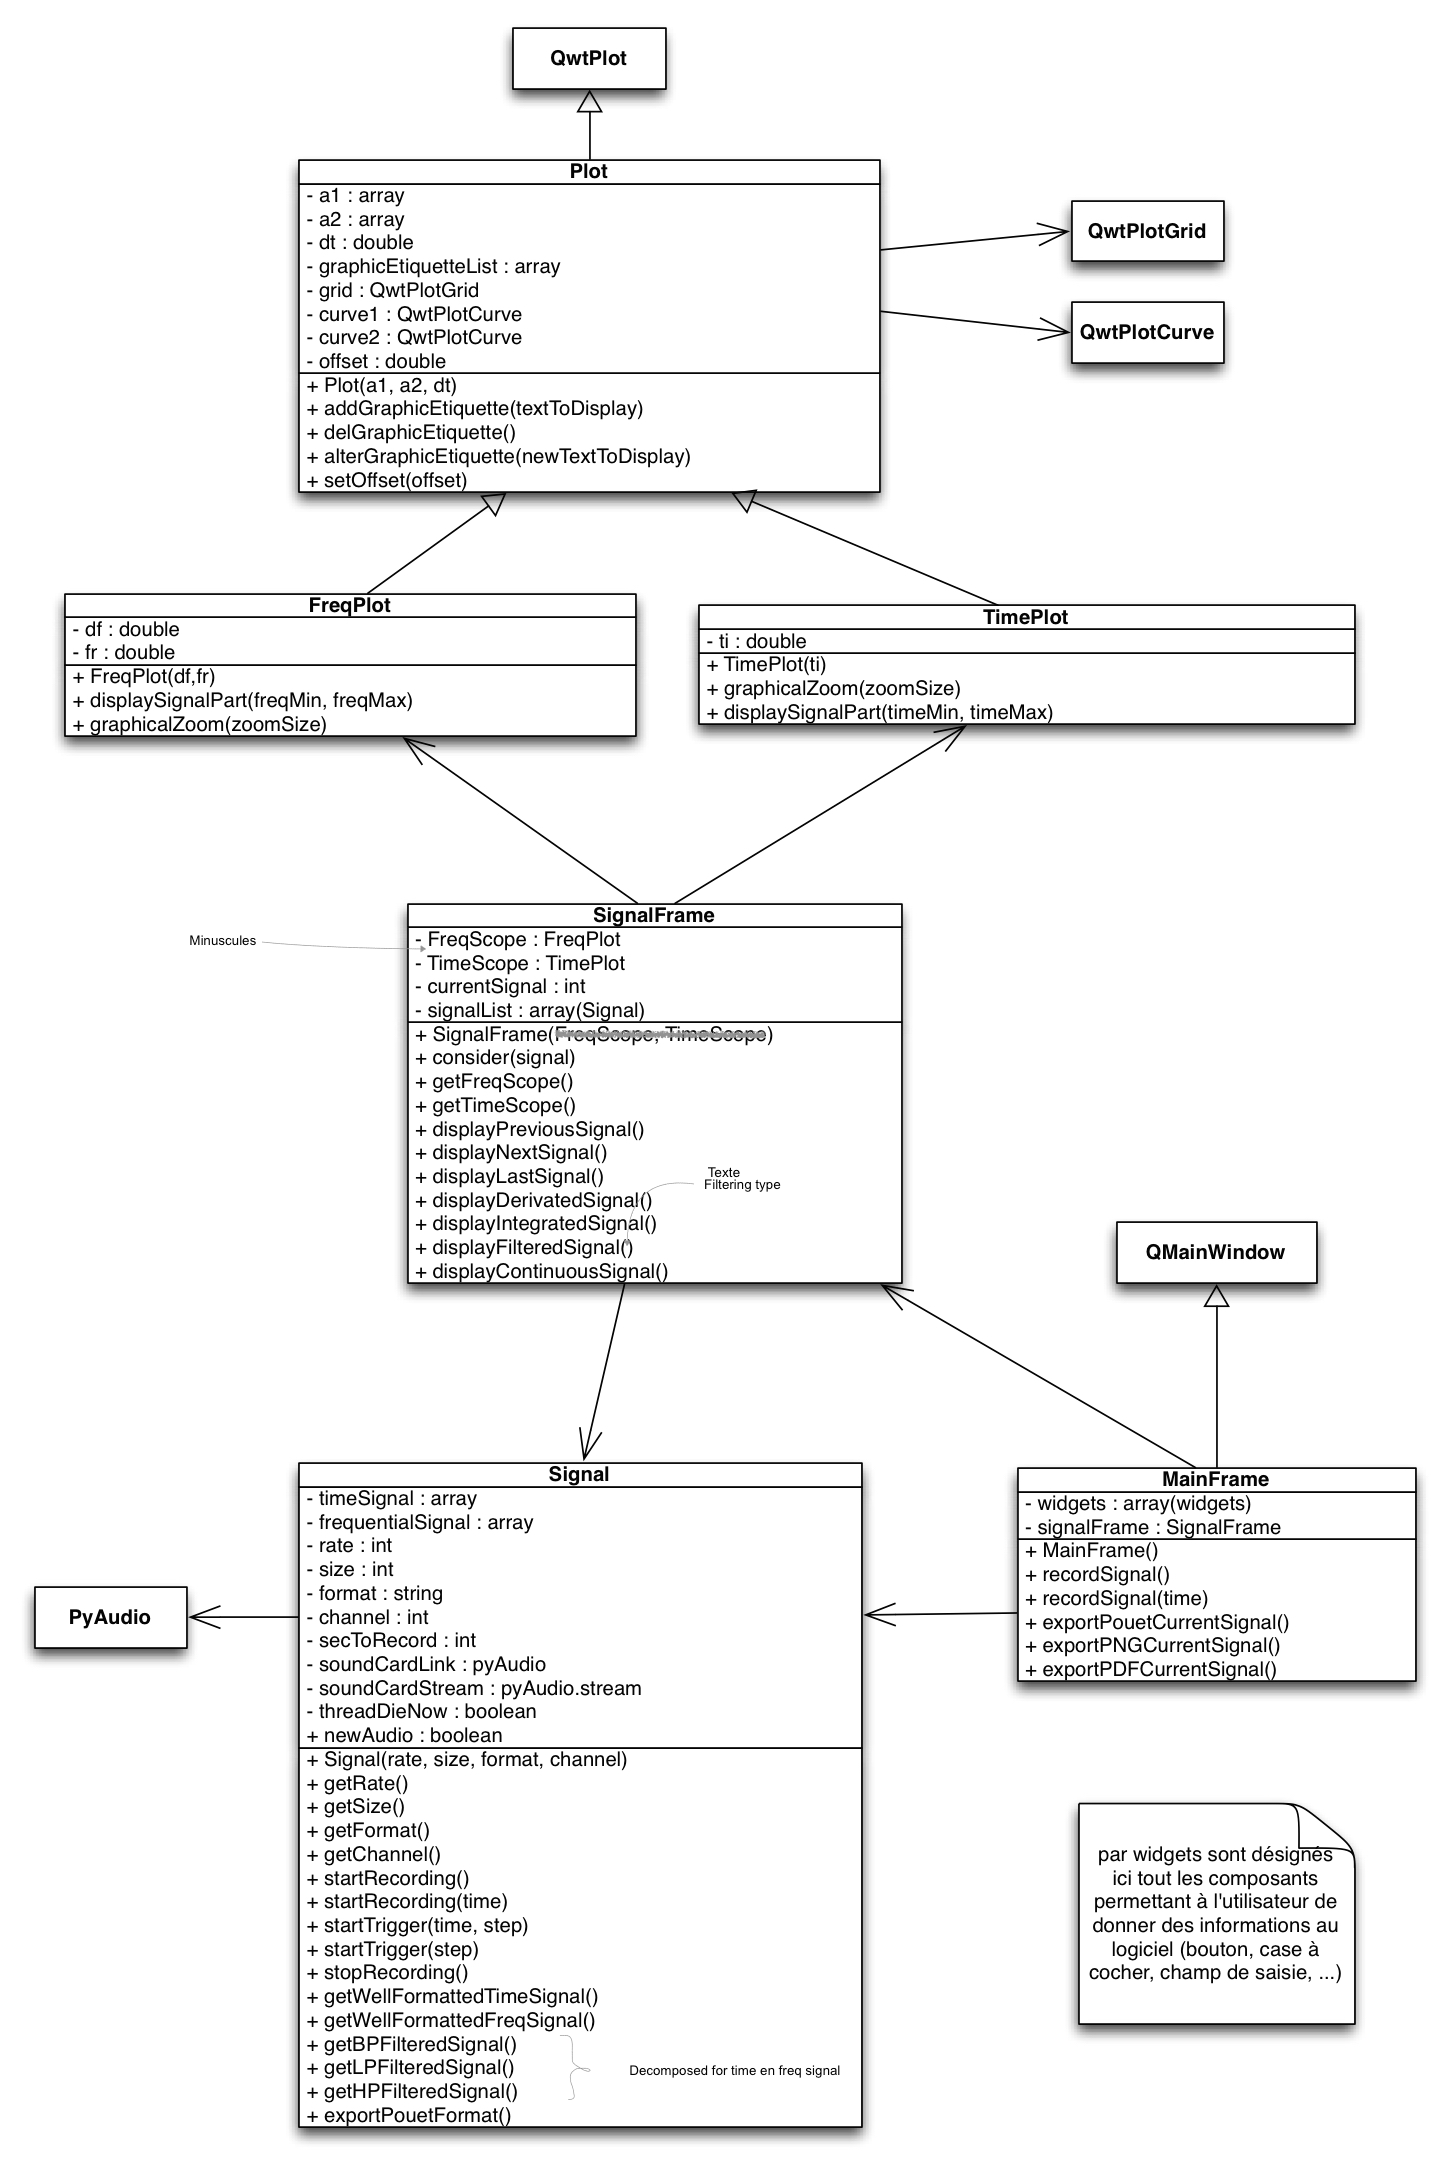 QwtPlot
Plot
- a1 : array
- a2 : array
- dt : double
- graphicEtiquetteList : array
- grid : QwtPlotGrid
- curve1 : QwtPlotCurve
- curve2 : QwtPlotCurve
- offset : double
+ Plot(a1, a2, dt)
+ addGraphicEtiquette(textToDisplay)
+ delGraphicEtiquette()
+ alterGraphicEtiquette(newTextToDisplay)
+ setOffset(offset)
QwtPlotGrid
QwtPlotCurve
FreqPlot
- df : double
- fr : double
+ FreqPlot(df,fr)
+ displaySignalPart(freqMin, freqMax)
+ graphicalZoom(zoomSize)
TimePlot
- ti : double
+ TimePlot(ti)
+ graphicalZoom(zoomSize)
+ displaySignalPart(timeMin, timeMax)
Minuscules
SignalFrame
- FreqScope : FreqPlot
- TimeScope : TimePlot
- currentSignal : int
- signalList : array(Signal)
+ SignalFrame(FreqScope, TimeScope)
+ consider(signal)
+ getFreqScope()
+ getTimeScope()
+ displayPreviousSignal()
+ displayNextSignal()
+ displayLastSignal()
+ displayDerivatedSignal()
+ displayIntegratedSignal()
+ displayFilteredSignal()
+ displayContinuousSignal()
Texte
Filtering type
QMainWindow
MainFrame
- widgets : array(widgets)
- signalFrame : SignalFrame
+ MainFrame()
+ recordSignal()
+ recordSignal(time)
+ exportPouetCurrentSignal()
+ exportPNGCurrentSignal()
+ exportPDFCurrentSignal()
PyAudio
Signal
- timeSignal : array
- frequentialSignal : array
- rate : int
- size : int
- format : string
- channel : int
- secToRecord : int
- soundCardLink : pyAudio
- soundCardStream : pyAudio.stream
- threadDieNow : boolean
+ newAudio : boolean
+ Signal(rate, size, format, channel)
+ getRate()
+ getSize()
+ getFormat()
+ getChannel()
+ startRecording()
+ startRecording(time)
+ startTrigger(time, step)
+ startTrigger(step)
+ stopRecording()
+ getWellFormattedTimeSignal()
+ getWellFormattedFreqSignal()
+ getBPFilteredSignal()
+ getLPFilteredSignal()
+ getHPFilteredSignal()
+ exportPouetFormat()
Decomposed for time en freq signal
par widgets sont désignés
ici tout les composants
permettant à l'utilisateur de
donner des informations au
logiciel (bouton, case à
cocher, champ de saisie, ...)